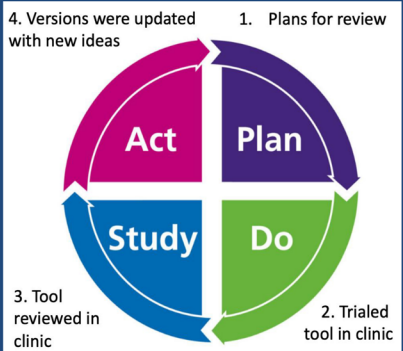 4. Versions were updated
with new ideas
1. Plans for review
Act
Plan
Study
Do
3. Tool
reviewed in
clinic
2. Trialed
tool in clinic